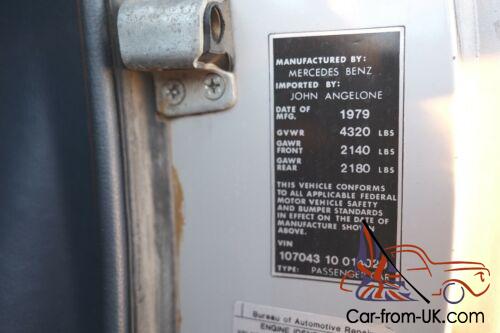 MANUFACTURED BY:
MERCEDES BENZ
IMPORTED BY:
JOHN ANGELONE
DATE OF MFG. 1979
GVWR 4320 LBS
GAWR FRONT 2140 LBS
GAWR REAR 2180 LBS
THIS VEHICLE CONFORMS
TO ALL APPLICABLE FEDERAL
MOTOR VEHICLE SAFETY
AND BUMPER STANDARDS
IN EFFECT ON THE DATE OF
MANUFACTURE SHOWN
ABOVE.
VIN
107043 10
TYPE: PASSENGER CAR
Bureau of Automotive
Car-from-UK.com